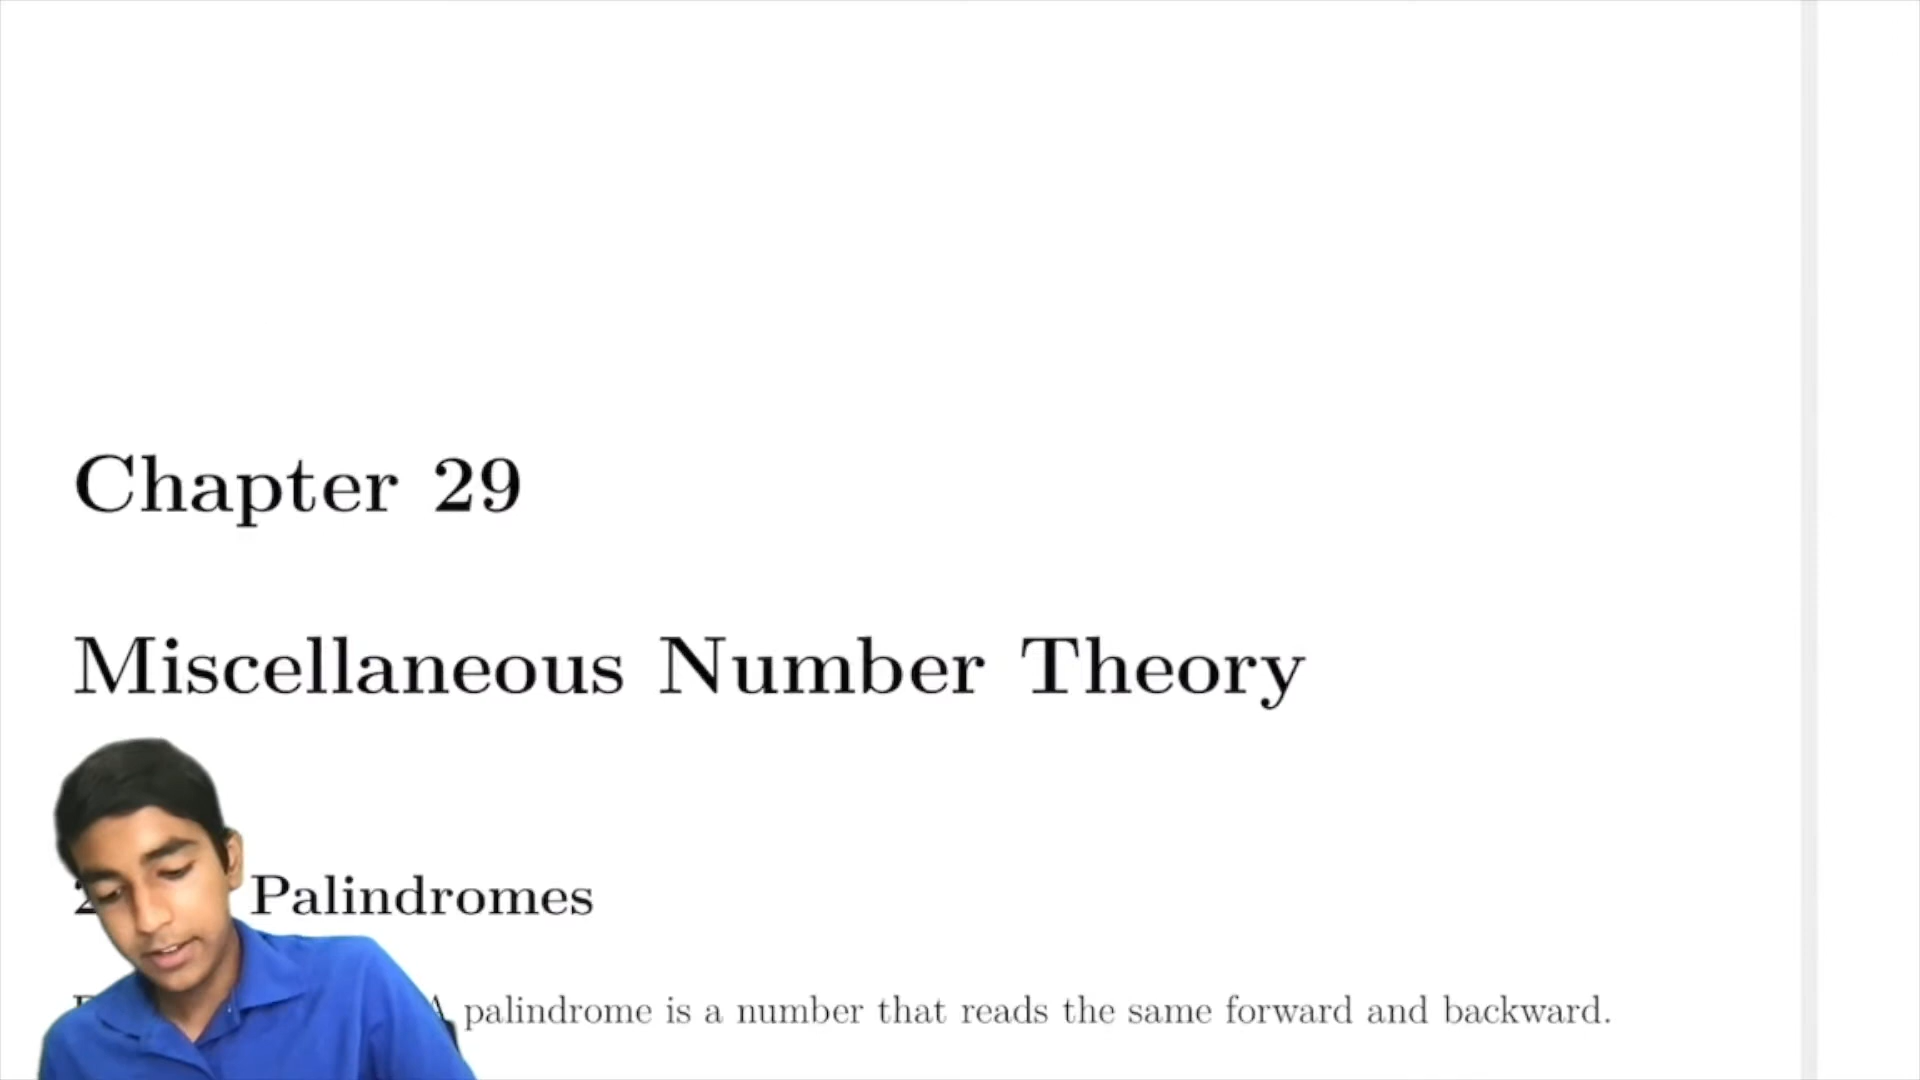 Chapter 29
Miscellaneous Number Theory
Palindromes
A palindrome is a number that reads the same forward and backward.